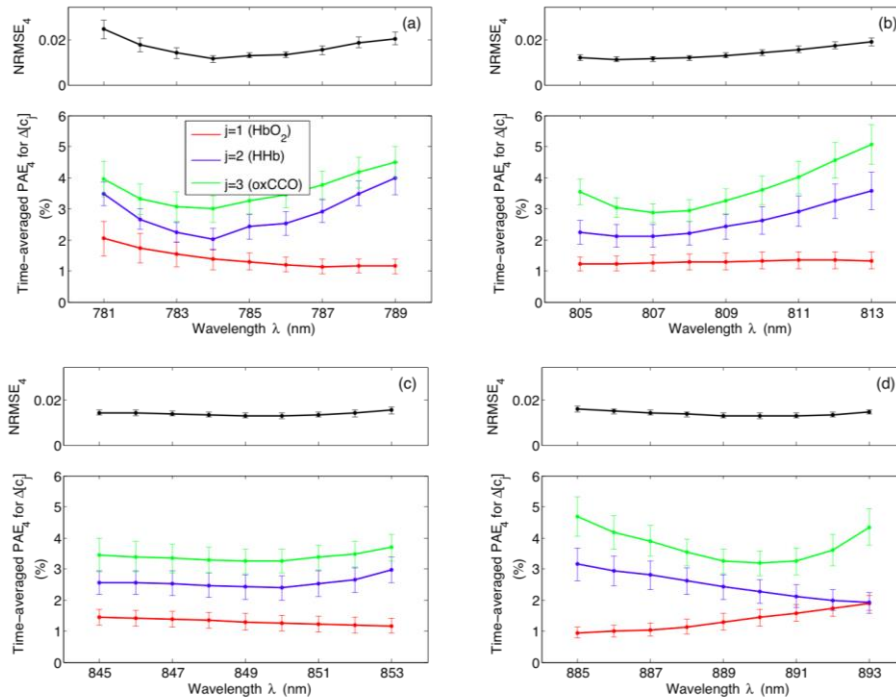 (a)
NRMSE4
0.02
0
Time-averaged PAE4 for Δ[cj]
(%)
6
5
4
3
2
1
0
j=1 (HbO2)
j=2 (HHb)
j=3 (oxCCO)
781 783 785 787 789
Wavelength λ (nm)
(b)
NRMSE4
0.02
0
Time-averaged PAE4 for Δ[cj]
(%)
6
5
4
3
2
1
0
805 807 809 811 813
Wavelength λ (nm)
(c)
NRMSE4
0.02
0
Time-averaged PAE4 for Δ[cj]
(%)
6
5
4
3
2
1
0
845 847 849 851 853
Wavelength λ (nm)
(d)
NRMSE4
0.02
0
Time-averaged PAE4 for Δ[cj]
(%)
6
5
4
3
2
1
0
885 887 889 891 893
Wavelength λ (nm)